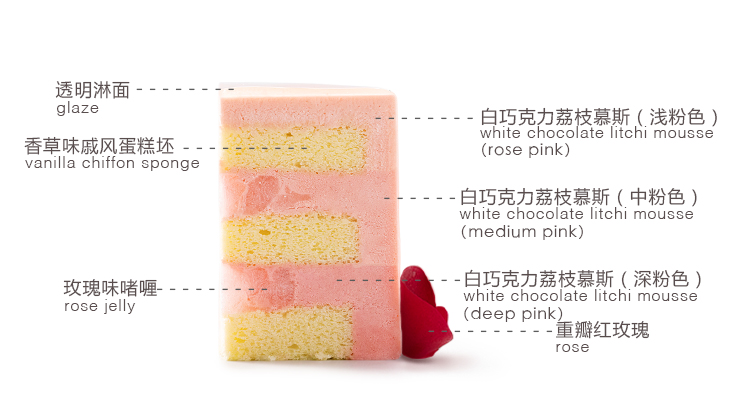 透明淋面
glaze
香草味戚风蛋糕坯
vanilla chiffon sponge
玫瑰味啫喱
rose jelly
白巧克力荔枝慕斯（浅粉色）
white chocolate litchi mousse
(rose pink)
白巧克力荔枝慕斯（中粉色）
white chocolate litchi mousse
(medium pink)
白巧克力荔枝慕斯（深粉色）
white chocolate litchi mousse
(deep pink)
重瓣红玫瑰
rose